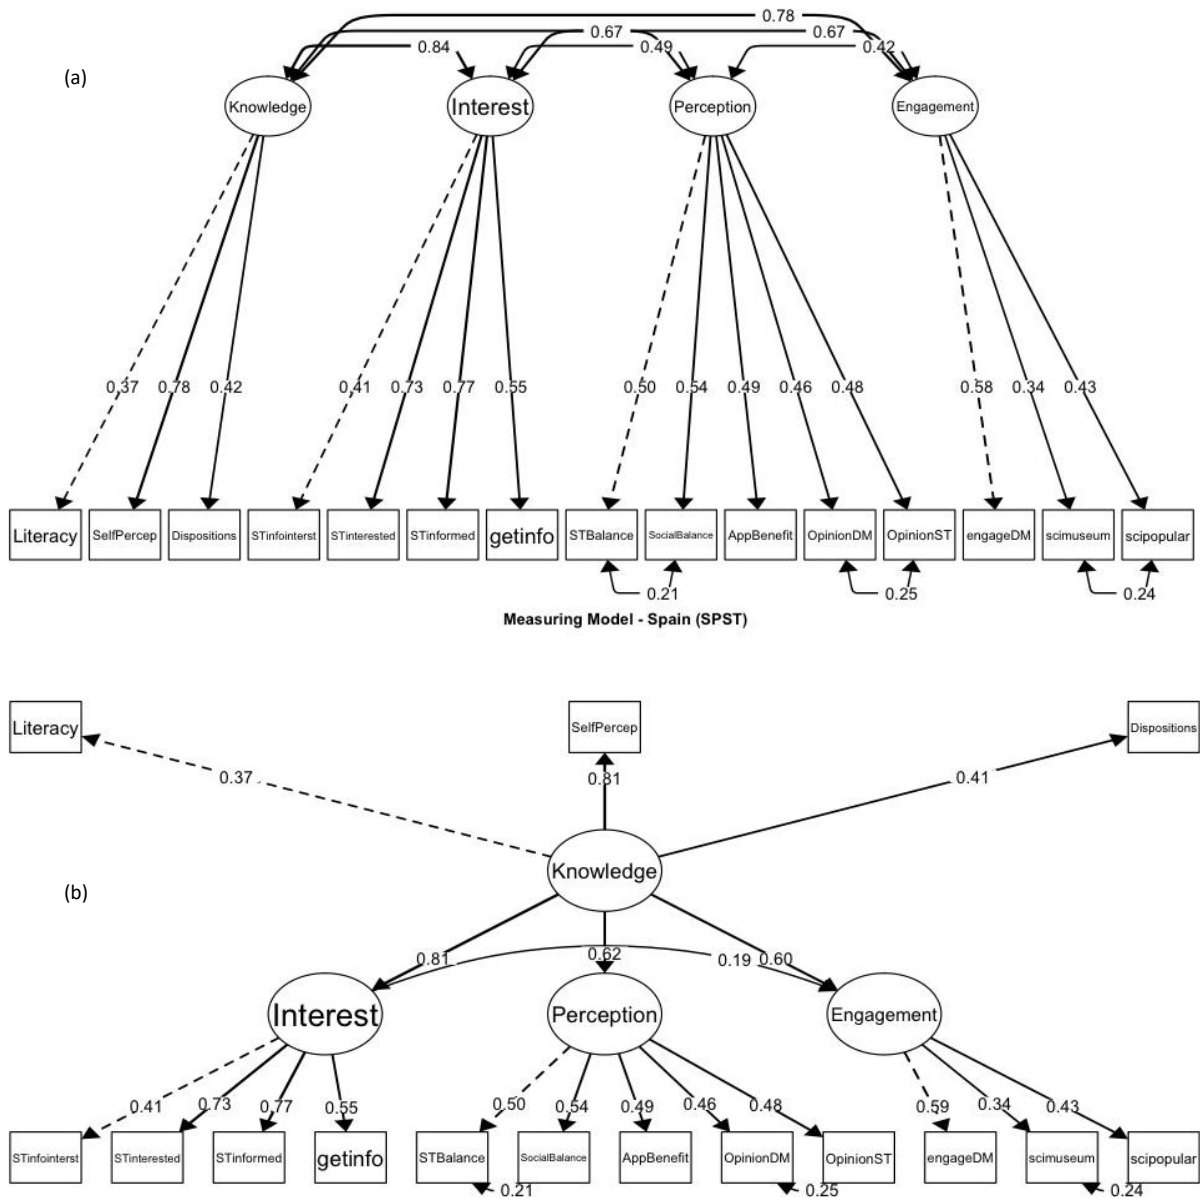 0.78
0.67 0.67
0.84 0.49 0.42
(a)
Knowledge Interest Perception Engagement
0.37 0.78 0.42 0.41 0.73 0.77 0.55 0.50 0.54 0.49 0.46 0.48 0.58 0.34 0.43
Literacy SelfPercep Dispositions STinfointerst STinterested STinformed getinfo STBalance SocialBalance AppBenefit OpinionDM OpinionST engageDM scimuseum scipopular
0.21 0.25 0.24
Measuring Model - Spain (SPST)
Literacy SelfPercep Dispositions
0.37 0.81 0.41
Knowledge
(b)
0.81 0.62 0.19 0.60
Interest Perception Engagement
0.41 0.73 0.77 0.55 0.50 0.54 0.49 0.46 0.48 0.59 0.34 0.43
STinfointerst STinterested STinformed getinfo STBalance SocialBalance AppBenefit OpinionDM OpinionST engageDM scimuseum scipopular
0.21 0.25 0.24